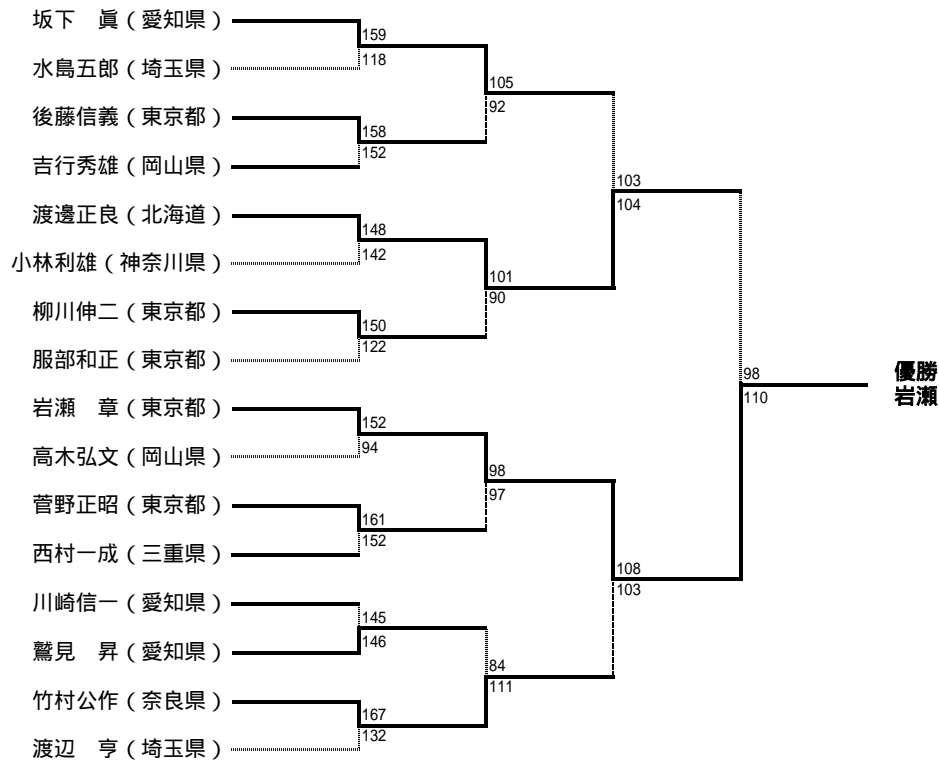 坂下　眞（愛知県）
159
118
水島五郎（埼玉県）
105
92
後藤信義（東京都）
158
152
吉行秀雄（岡山県）
103
104
渡邊正良（北海道）
148
142
小林利雄（神奈川県）
101
90
柳川伸二（東京都）
150
122
服部和正（東京都）
98
110
優勝
岩瀬
岩瀬　章（東京都）
152
94
高木弘文（岡山県）
98
97
菅野正昭（東京都）
161
152
西村一成（三重県）
108
103
川崎信一（愛知県）
145
146
鷲見　昇（愛知県）
84
111
竹村公作（奈良県）
167
132
渡辺　亨（埼玉県）